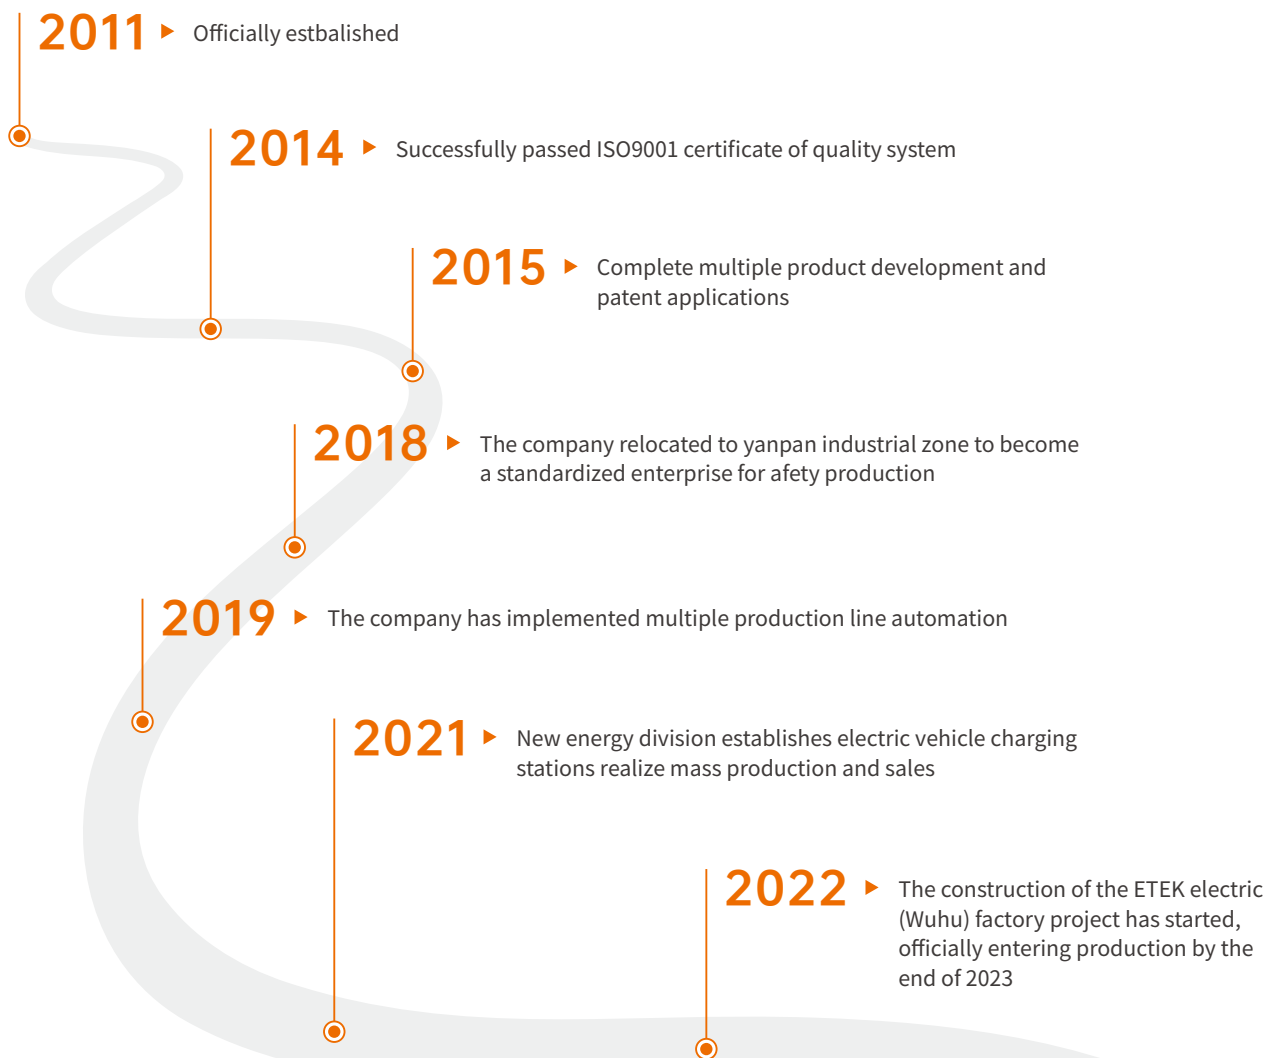 2011 ▶ Officially estbalished
2014 ▶ Successfully passed ISO9001 certificate of quality system
2015 ▶ Complete multiple product development and
patent applications
2018 ▶ The company relocated to yanpan industrial zone to become
a standardized enterprise for afety production
2019 ▶ The company has implemented multiple production line automation
2021 ▶ New energy division establishes electric vehicle charging
stations realize mass production and sales
2022 ▶ The construction of the ETEK electric
(Wuhu) factory project has started,
officially entering production by the
end of 2023